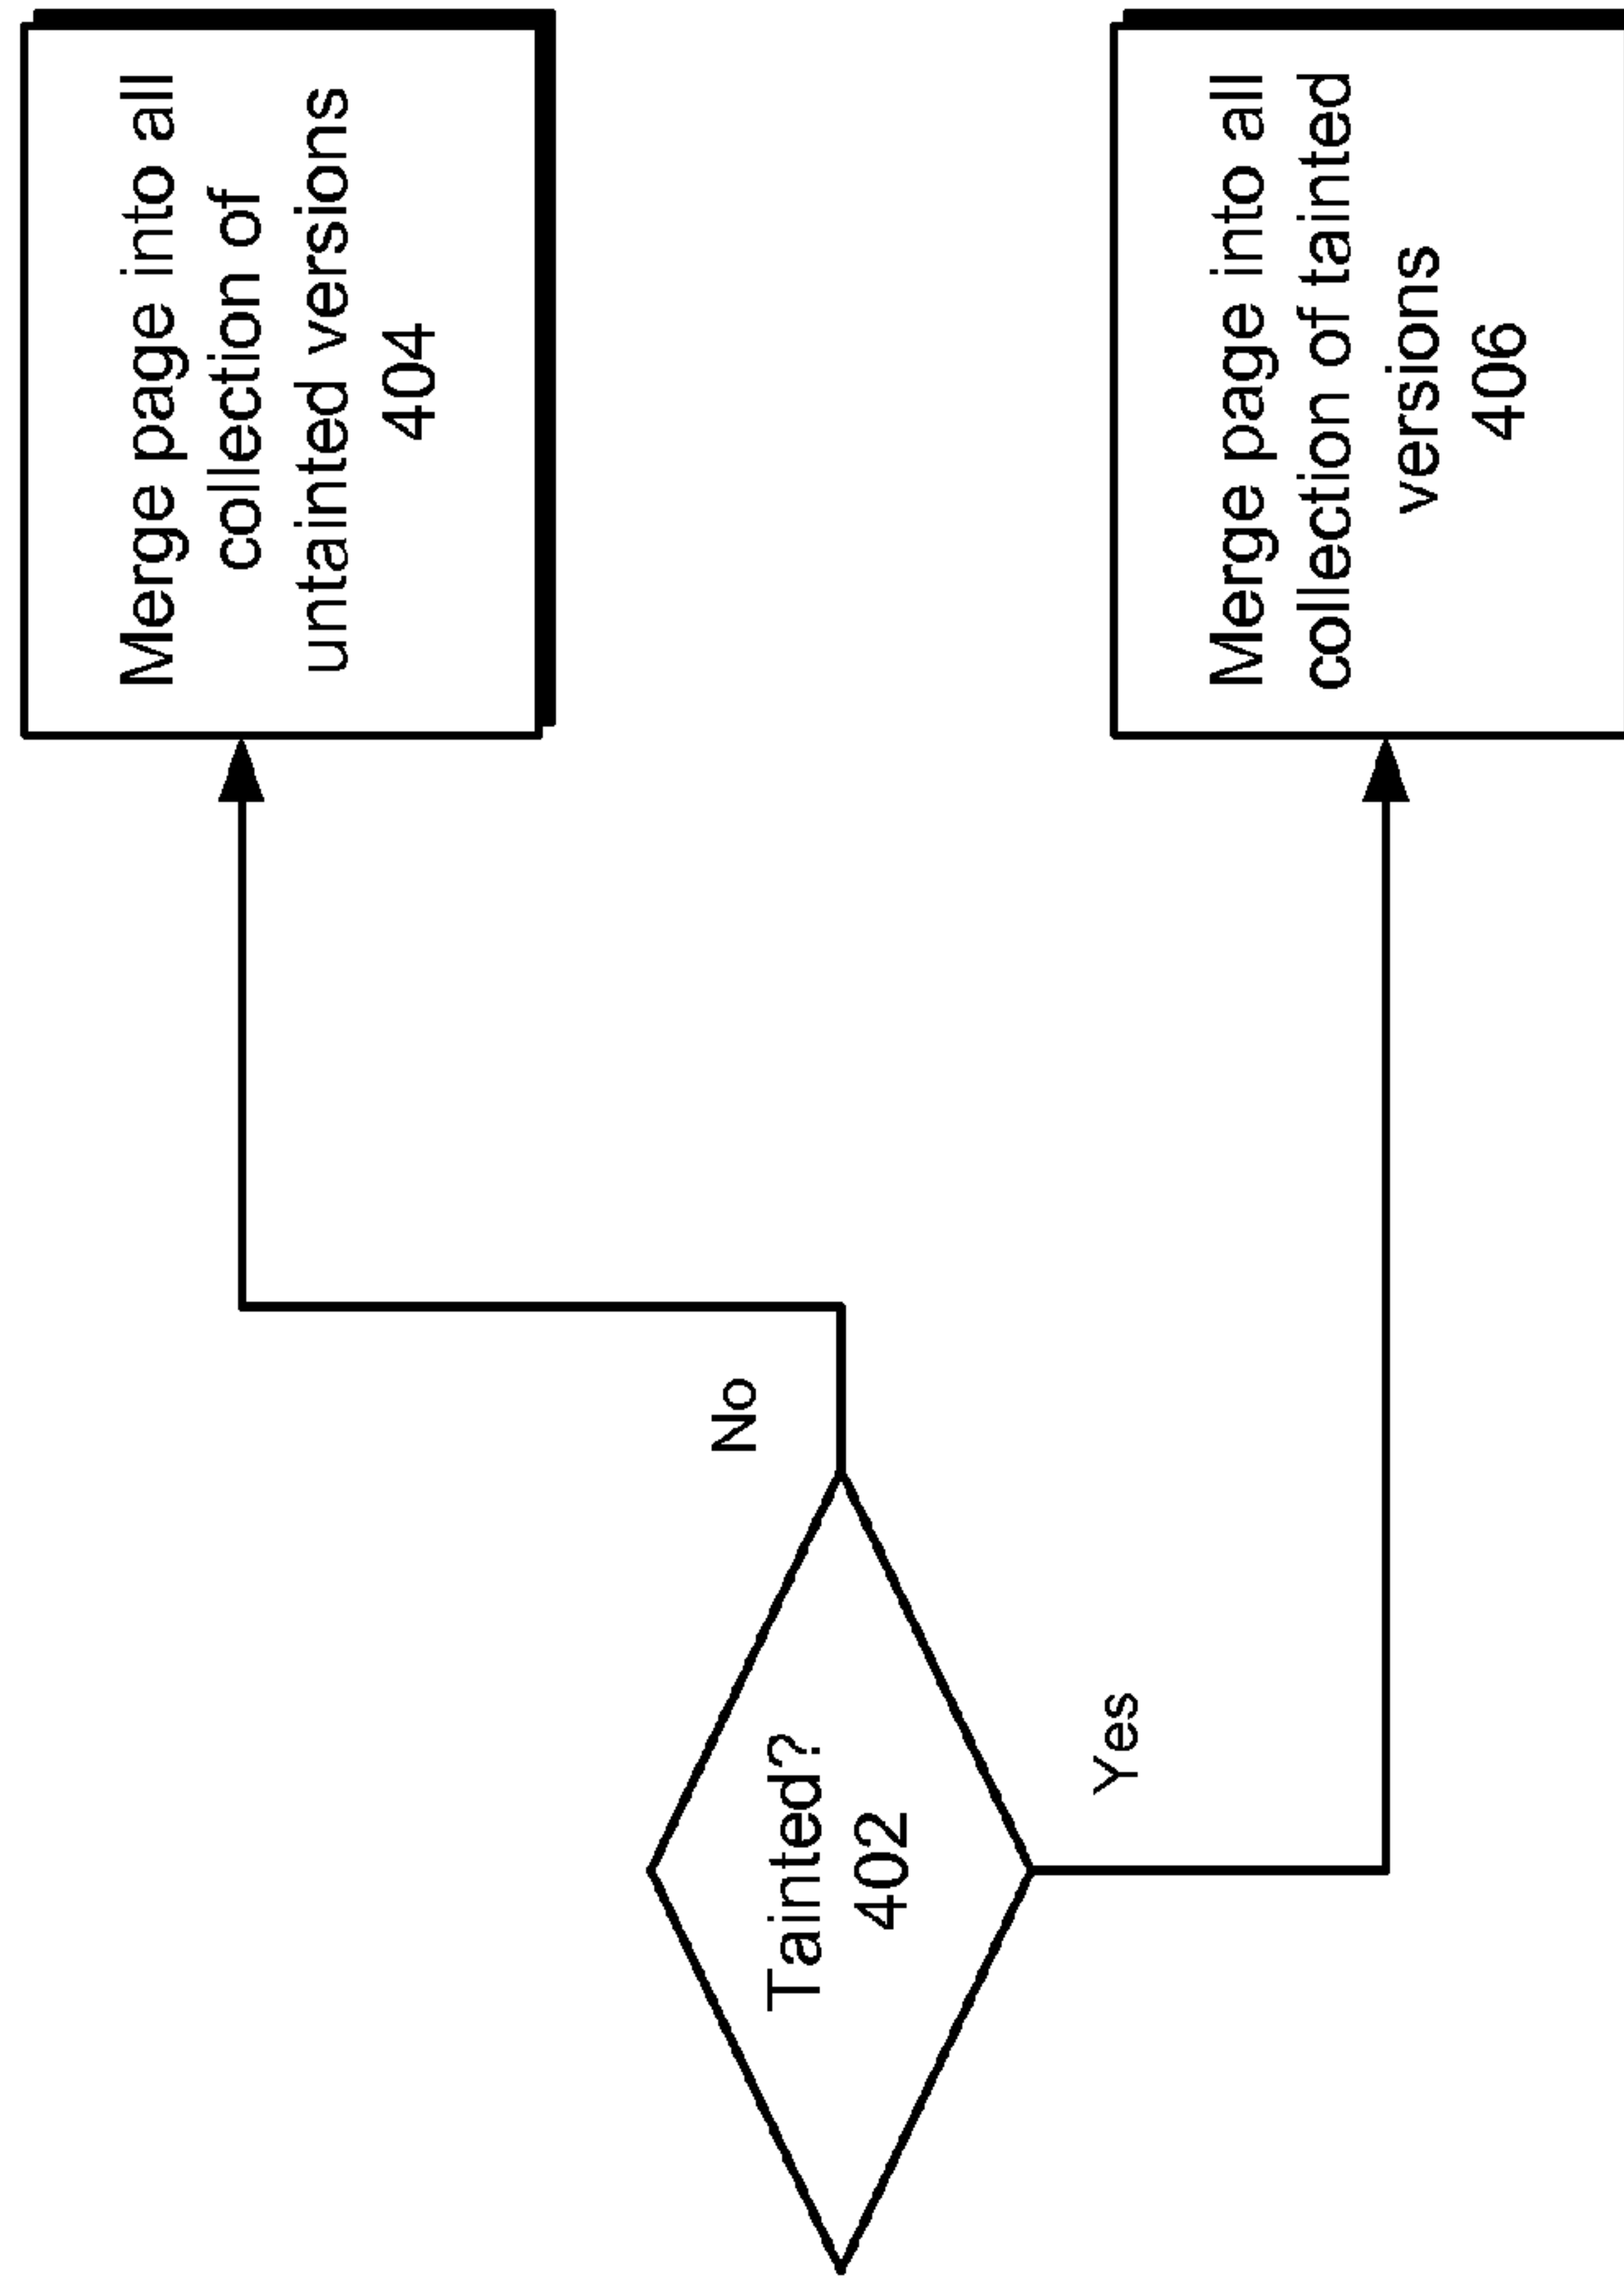 Tainted?
402
No
Yes
Merge page into all
collection of
untainted versions
404
Merge page into all
collection of tainted
versions
406